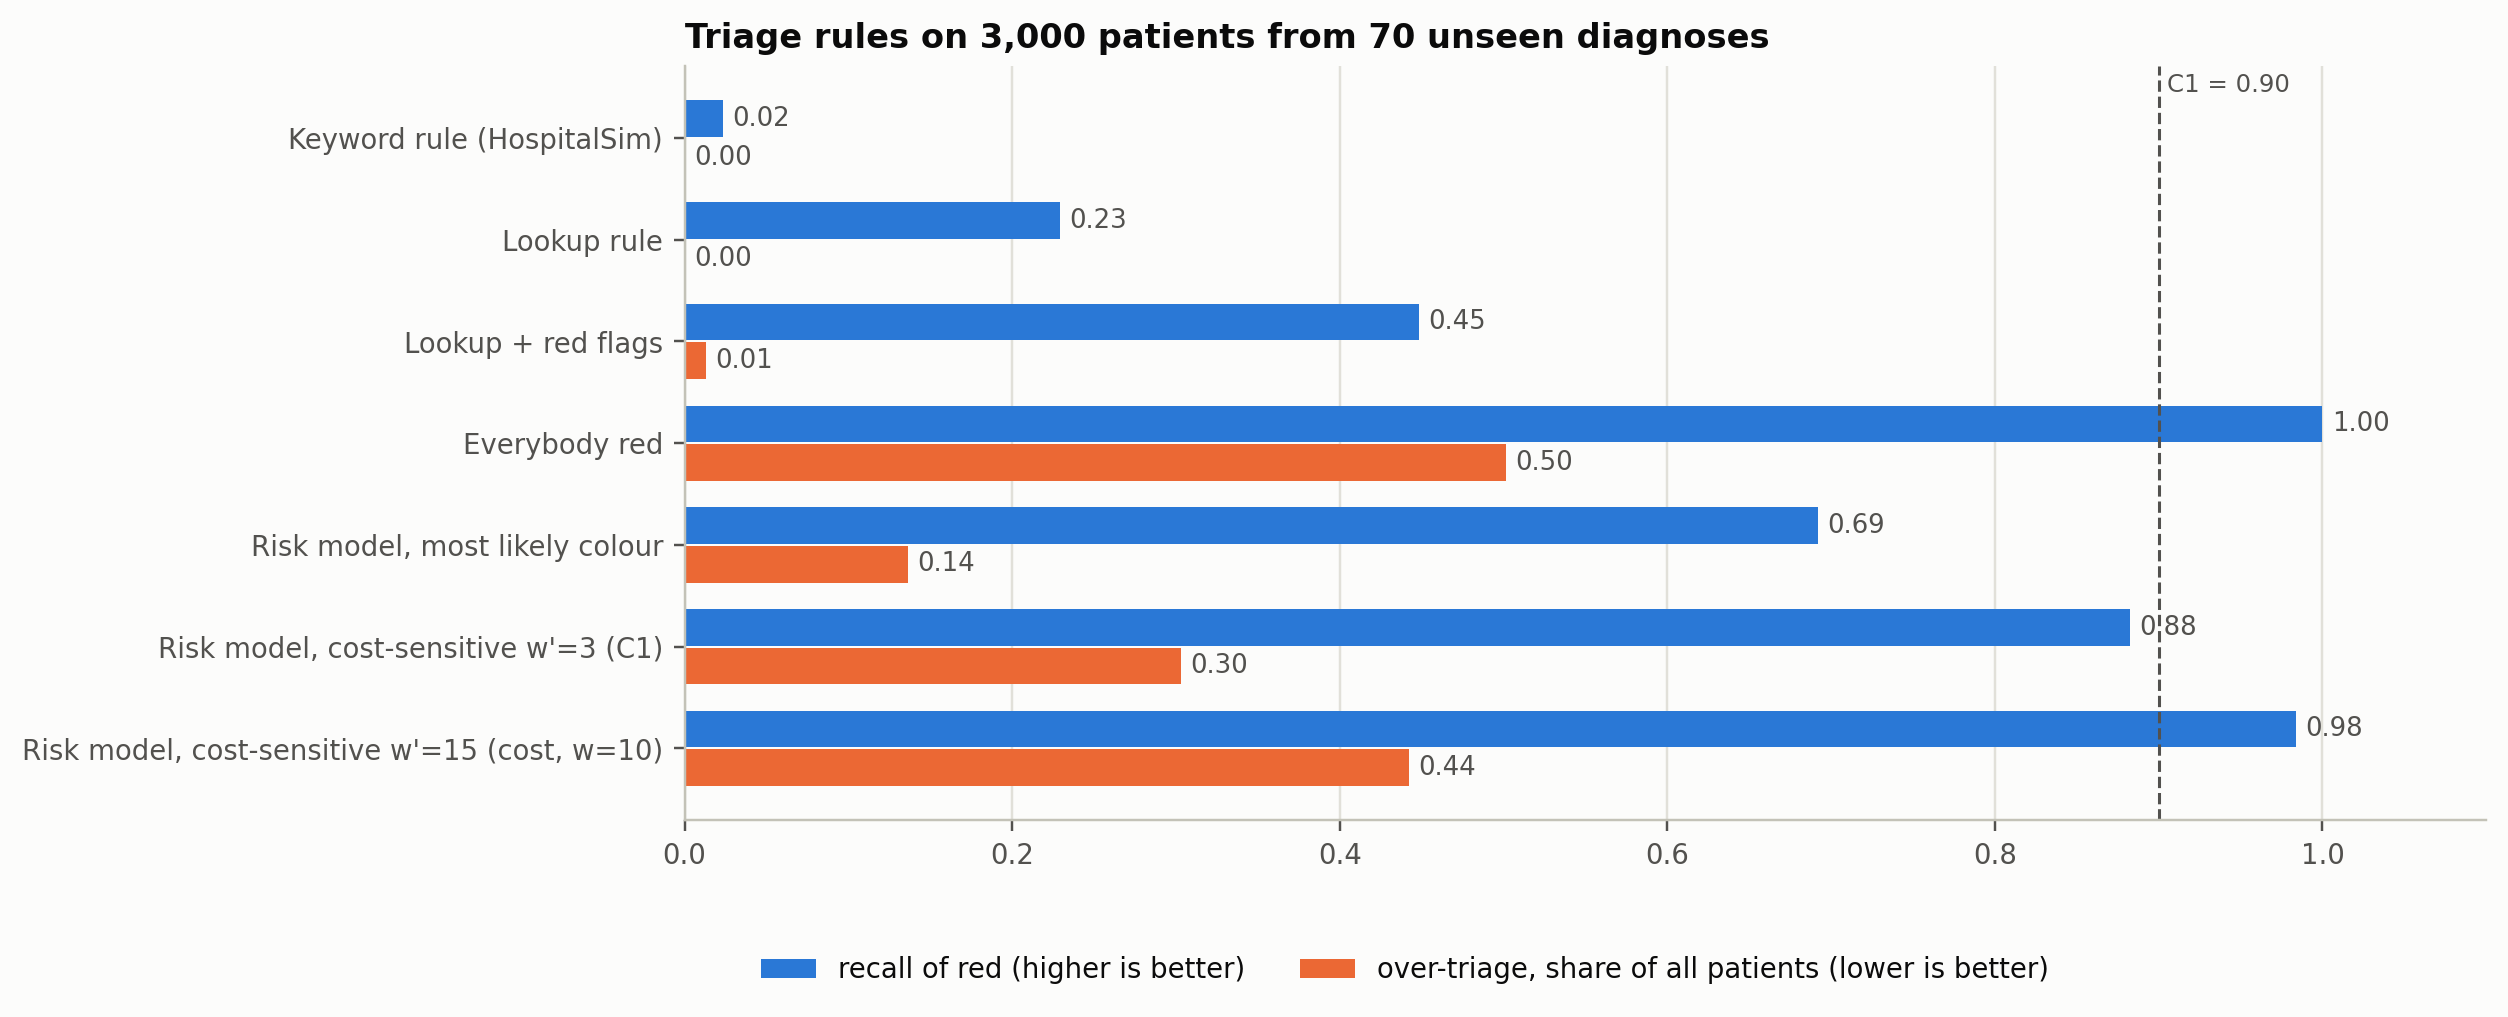 Triage rules on 3,000 patients from 70 unseen diagnoses
C1 = 0.90
Keyword rule (HospitalSim)
0.02
0.00
Lookup rule
0.23
0.00
Lookup + red flags
0.45
0.01
Everybody red
1.00
0.50
Risk model, most likely colour
0.69
0.14
Risk model, cost-sensitive w'=3 (C1)
0.88
0.30
Risk model, cost-sensitive w'=15 (cost, w=10)
0.98
0.44
0.0 0.2 0.4 0.6 0.8 1.0
recall of red (higher is better) over-triage, share of all patients (lower is better)